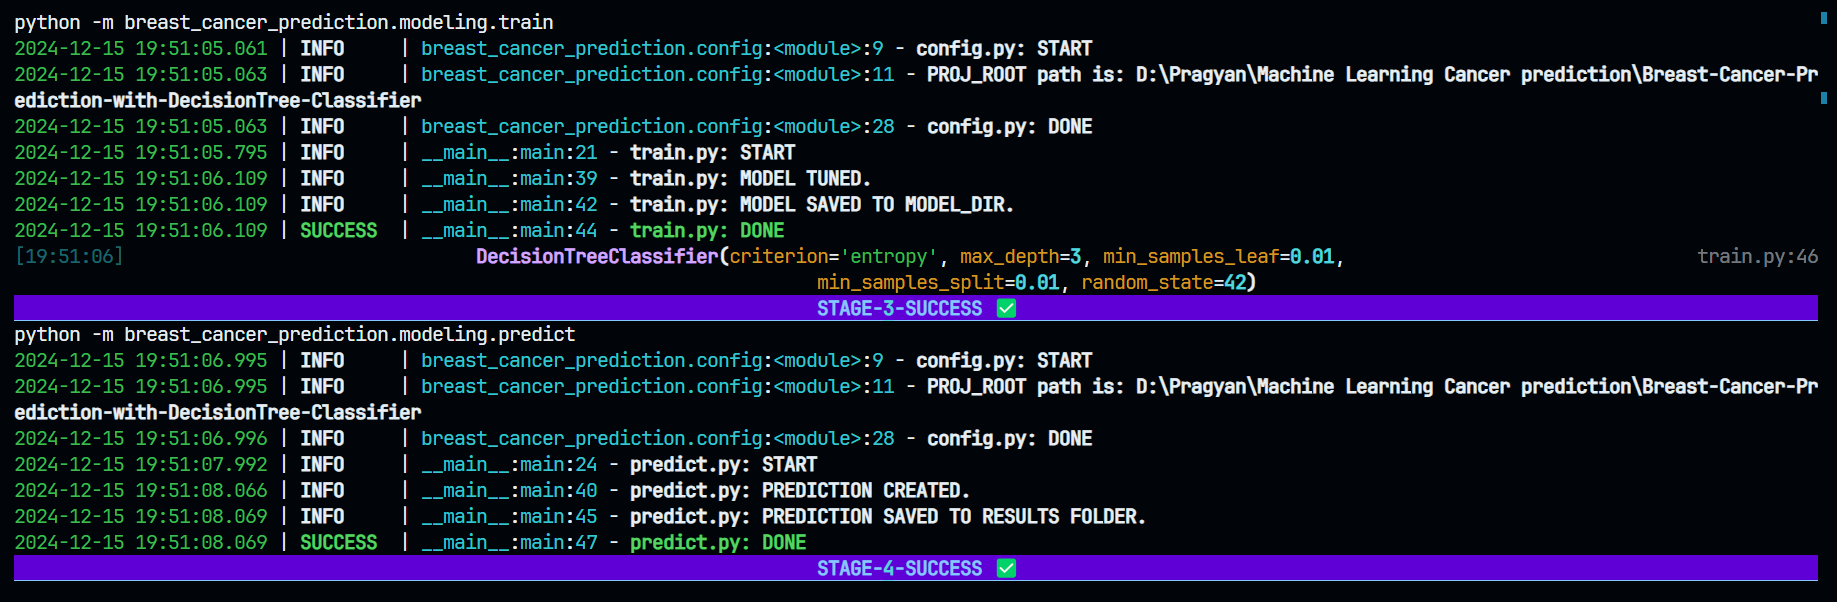 python -m breast_cancer_prediction.modeling.train
2024-12-15 19:51:05.061 | INFO     | breast_cancer_prediction.config:<module>:9 - config.py: START
2024-12-15 19:51:05.063 | INFO     | breast_cancer_prediction.config:<module>:11 - PROJ_ROOT path is: D:\Pragyan\Machine Learning Cancer prediction\Breast-Cancer-Pr
ediction-with-DecisionTree-Classifier
2024-12-15 19:51:05.063 | INFO     | breast_cancer_prediction.config:<module>:28 - config.py: DONE
2024-12-15 19:51:05.795 | INFO     | __main__:main:21 - train.py: START
2024-12-15 19:51:06.109 | INFO     | __main__:main:39 - train.py: MODEL TUNED.
2024-12-15 19:51:06.109 | INFO     | __main__:main:42 - train.py: MODEL SAVED TO MODEL_DIR.
2024-12-15 19:51:06.109 | SUCCESS  | __main__:main:44 - train.py: DONE
[19:51:06] DecisionTreeClassifier(criterion='entropy', max_depth=3, min_samples_leaf=0.01, train.py:46
min_samples_split=0.01, random_state=42)
STAGE-3-SUCCESS ✅
python -m breast_cancer_prediction.modeling.predict
2024-12-15 19:51:06.995 | INFO     | breast_cancer_prediction.config:<module>:9 - config.py: START
2024-12-15 19:51:06.995 | INFO     | breast_cancer_prediction.config:<module>:11 - PROJ_ROOT path is: D:\Pragyan\Machine Learning Cancer prediction\Breast-Cancer-Pr
ediction-with-DecisionTree-Classifier
2024-12-15 19:51:06.996 | INFO     | breast_cancer_prediction.config:<module>:28 - config.py: DONE
2024-12-15 19:51:07.992 | INFO     | __main__:main:24 - predict.py: START
2024-12-15 19:51:08.066 | INFO     | __main__:main:40 - predict.py: PREDICTION CREATED.
2024-12-15 19:51:08.069 | INFO     | __main__:main:45 - predict.py: PREDICTION SAVED TO RESULTS FOLDER.
2024-12-15 19:51:08.069 | SUCCESS  | __main__:main:47 - predict.py: DONE
STAGE-4-SUCCESS ✅